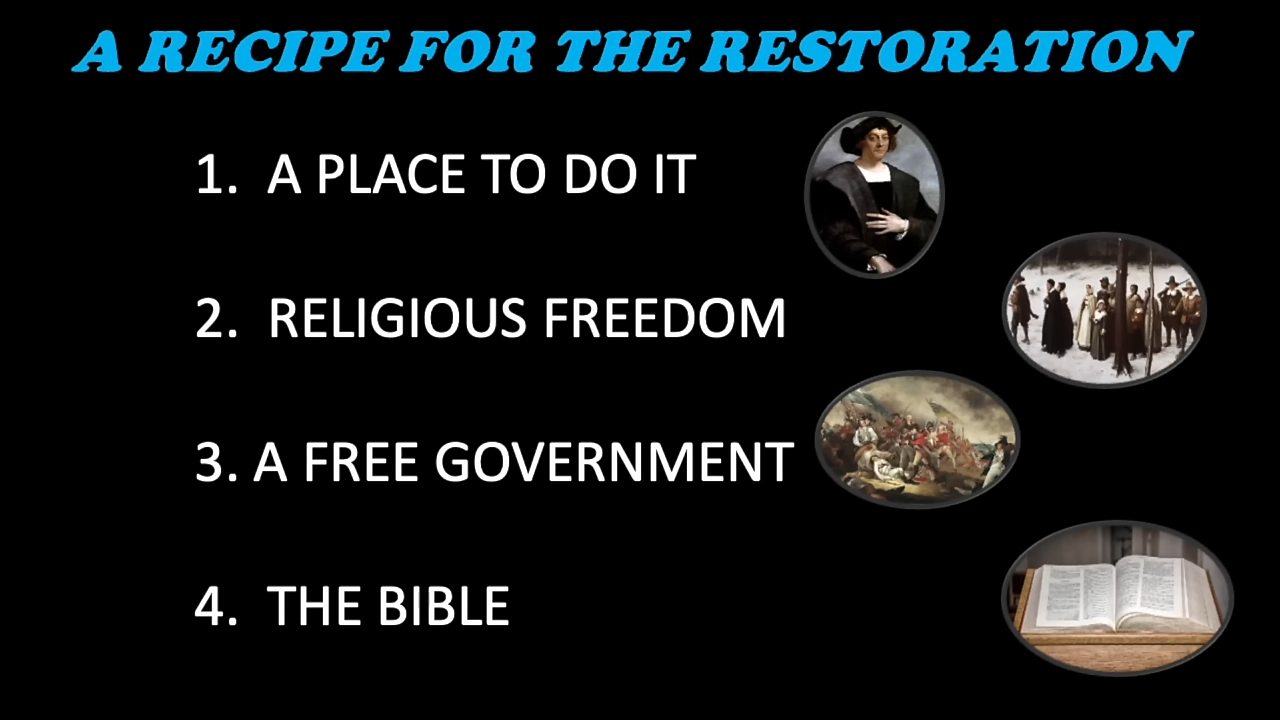 A RECIPE FOR THE RESTORATION
1. A PLACE TO DO IT
2. RELIGIOUS FREEDOM
3. A FREE GOVERNMENT
4. THE BIBLE